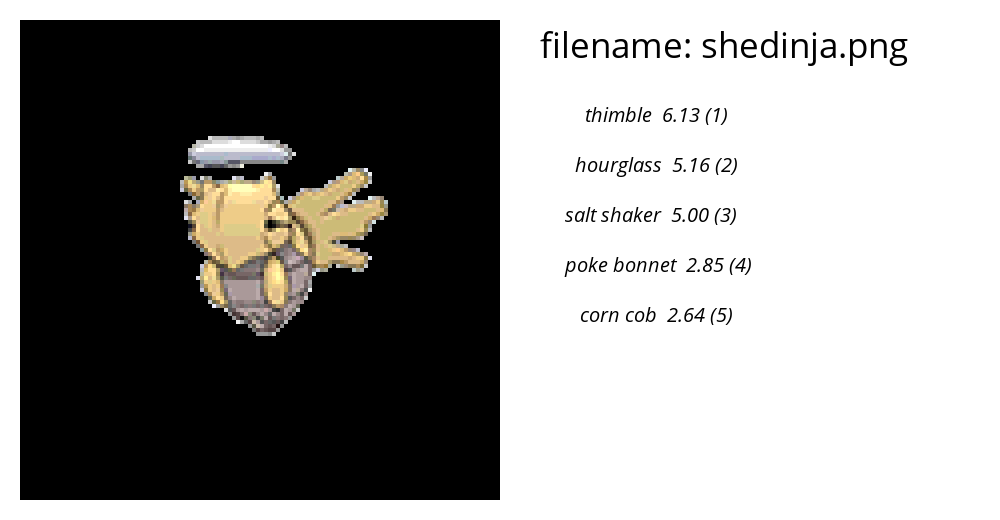 filename: shedinja.png
thimble 6.13 (1)
hourglass 5.16 (2)
salt shaker 5.00 (3)
poke bonnet 2.85 (4)
corn cob 2.64 (5)